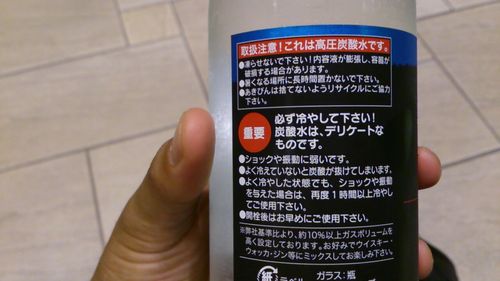 取扱注意！これは高圧炭酸水です。
●凍らせないで下さい！内容液が膨張し、容器が
破損する場合があります。
●暑くなる場所に長時間置かないで下さい。
●あきびんは捨てないようリサイクルにご協力
下さい。
重要
必ず冷やして下さい！
炭酸水は、デリケートな
ものです。
●ショックや振動に弱いです。
●よく冷えていないと炭酸が抜けてしまいます。
●よく冷やした状態でも、ショックや振動
を与えた場合は、再度1時間以上冷やし
てご使用下さい。
●開栓後はお早めにご使用下さい。
※弊社基準比より、約10%以上ガスボリュームを
高く設定しております。お好みでウイスキー・
ウォッカ・ジン等にミックスしてお楽しみ下さい。
紙 ラベル ガラス：瓶